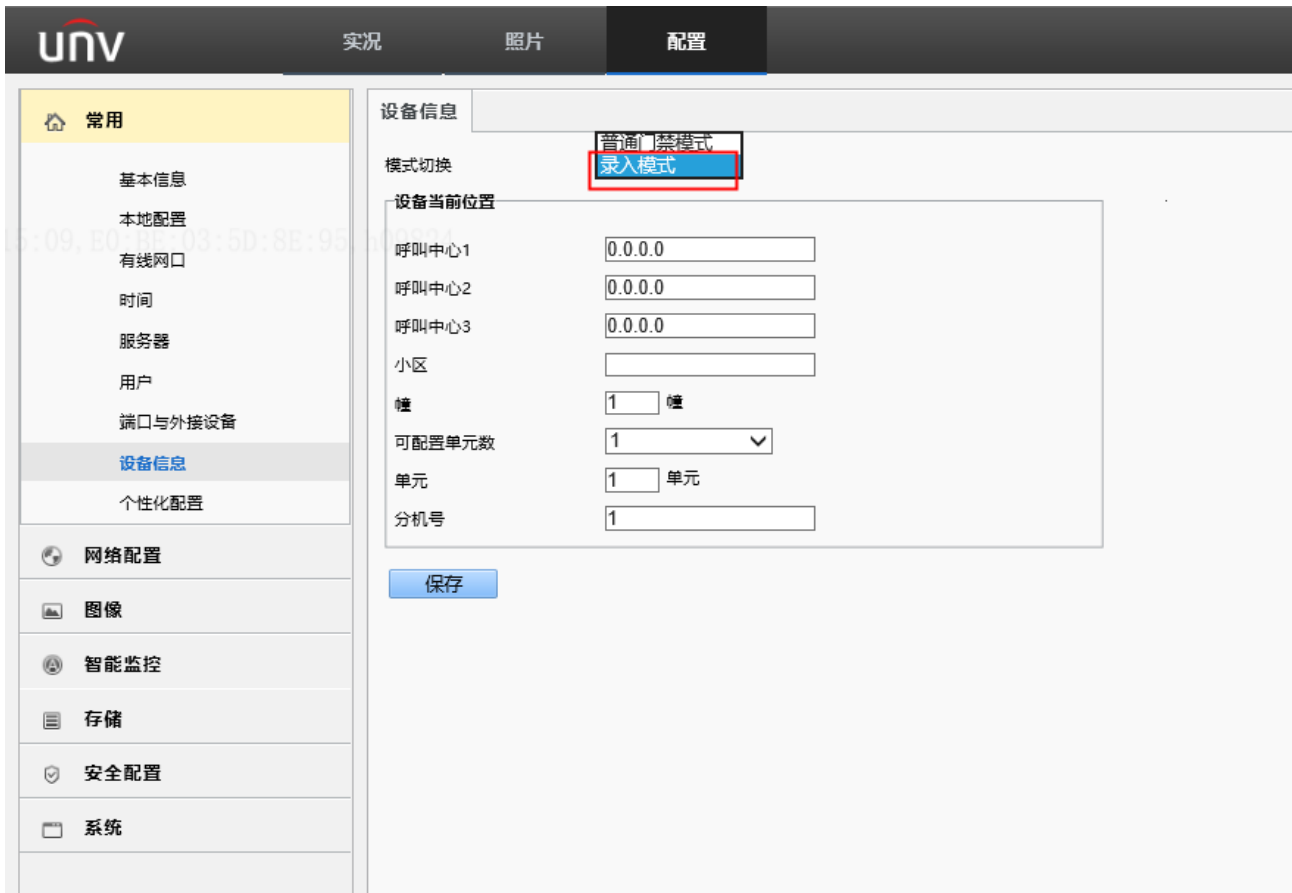 unv
实况 照片 配置
常用
基本信息
本地配置
有线网口
时间
服务器
用户
端口与外接设备
设备信息
个性化配置
网络配置
图像
智能监控
存储
安全配置
系统
设备信息
模式切换
普通门禁模式
录入模式
设备当前位置
呼叫中心1 0.0.0.0
呼叫中心2 0.0.0.0
呼叫中心3 0.0.0.0
小区
幢 1 幢
可配置单元数 1
单元 1 单元
分机号 1
保存
:09, E0:BE:03:5D:8E:95,